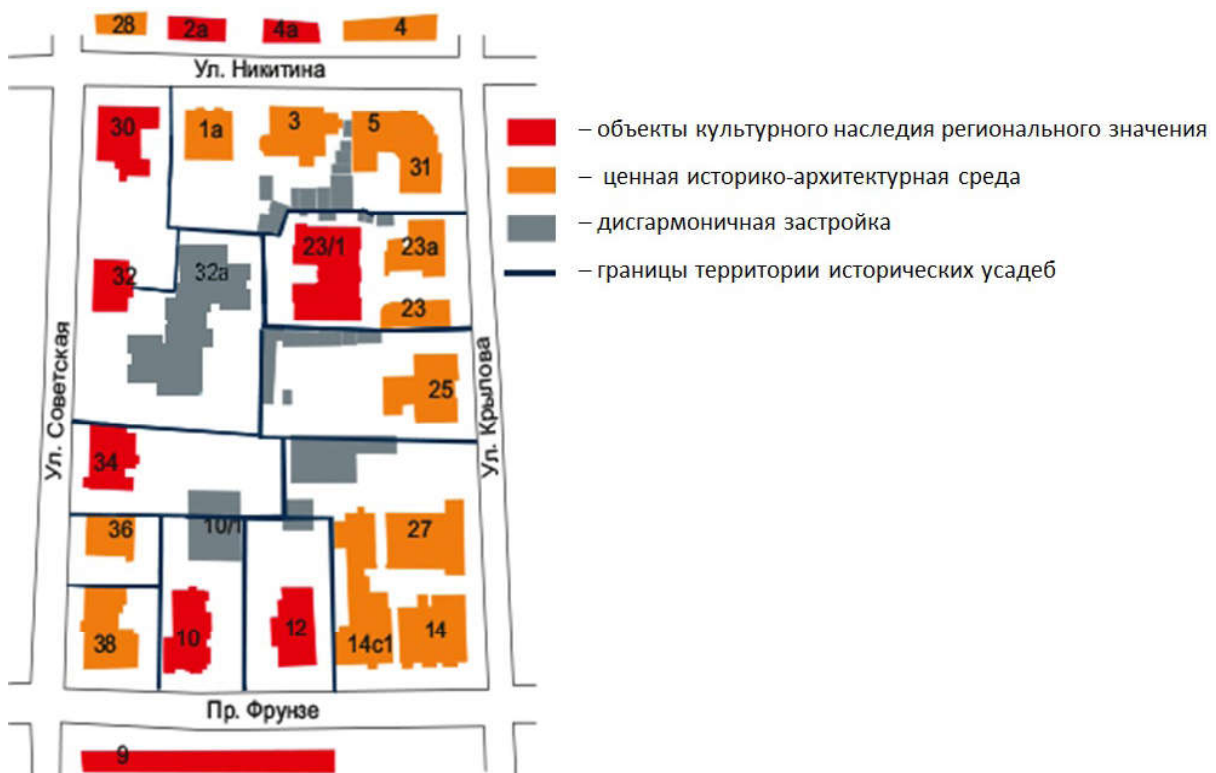 28 2а 4а 4
Ул. Никитина
30 1а 3 5
31
– объекты культурного наследия регионального значения
– ценная историко-архитектурная среда
– дисгармоничная застройка
– границы территории исторических усадеб
23/1 23а
32 32а
23
Ул. Советская
Ул. Крылова
25
34
36 10/1 27
38 10 12 14с1 14
Пр. Фрунзе
9